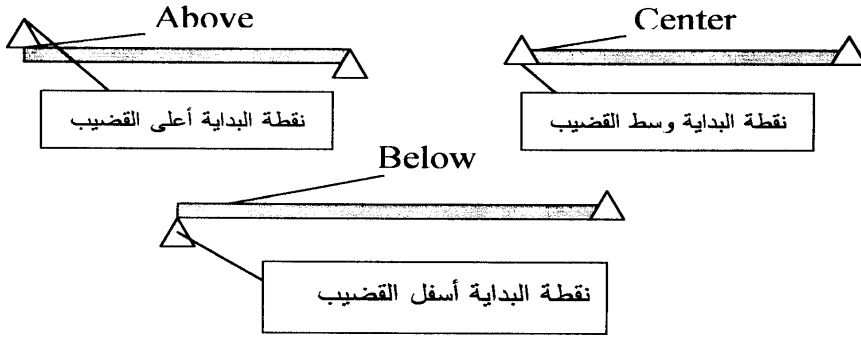 Above
Center
نقطة البداية أعلى القضيب
نقطة البداية وسط القضيب
Below
نقطة البداية أسفل القضيب